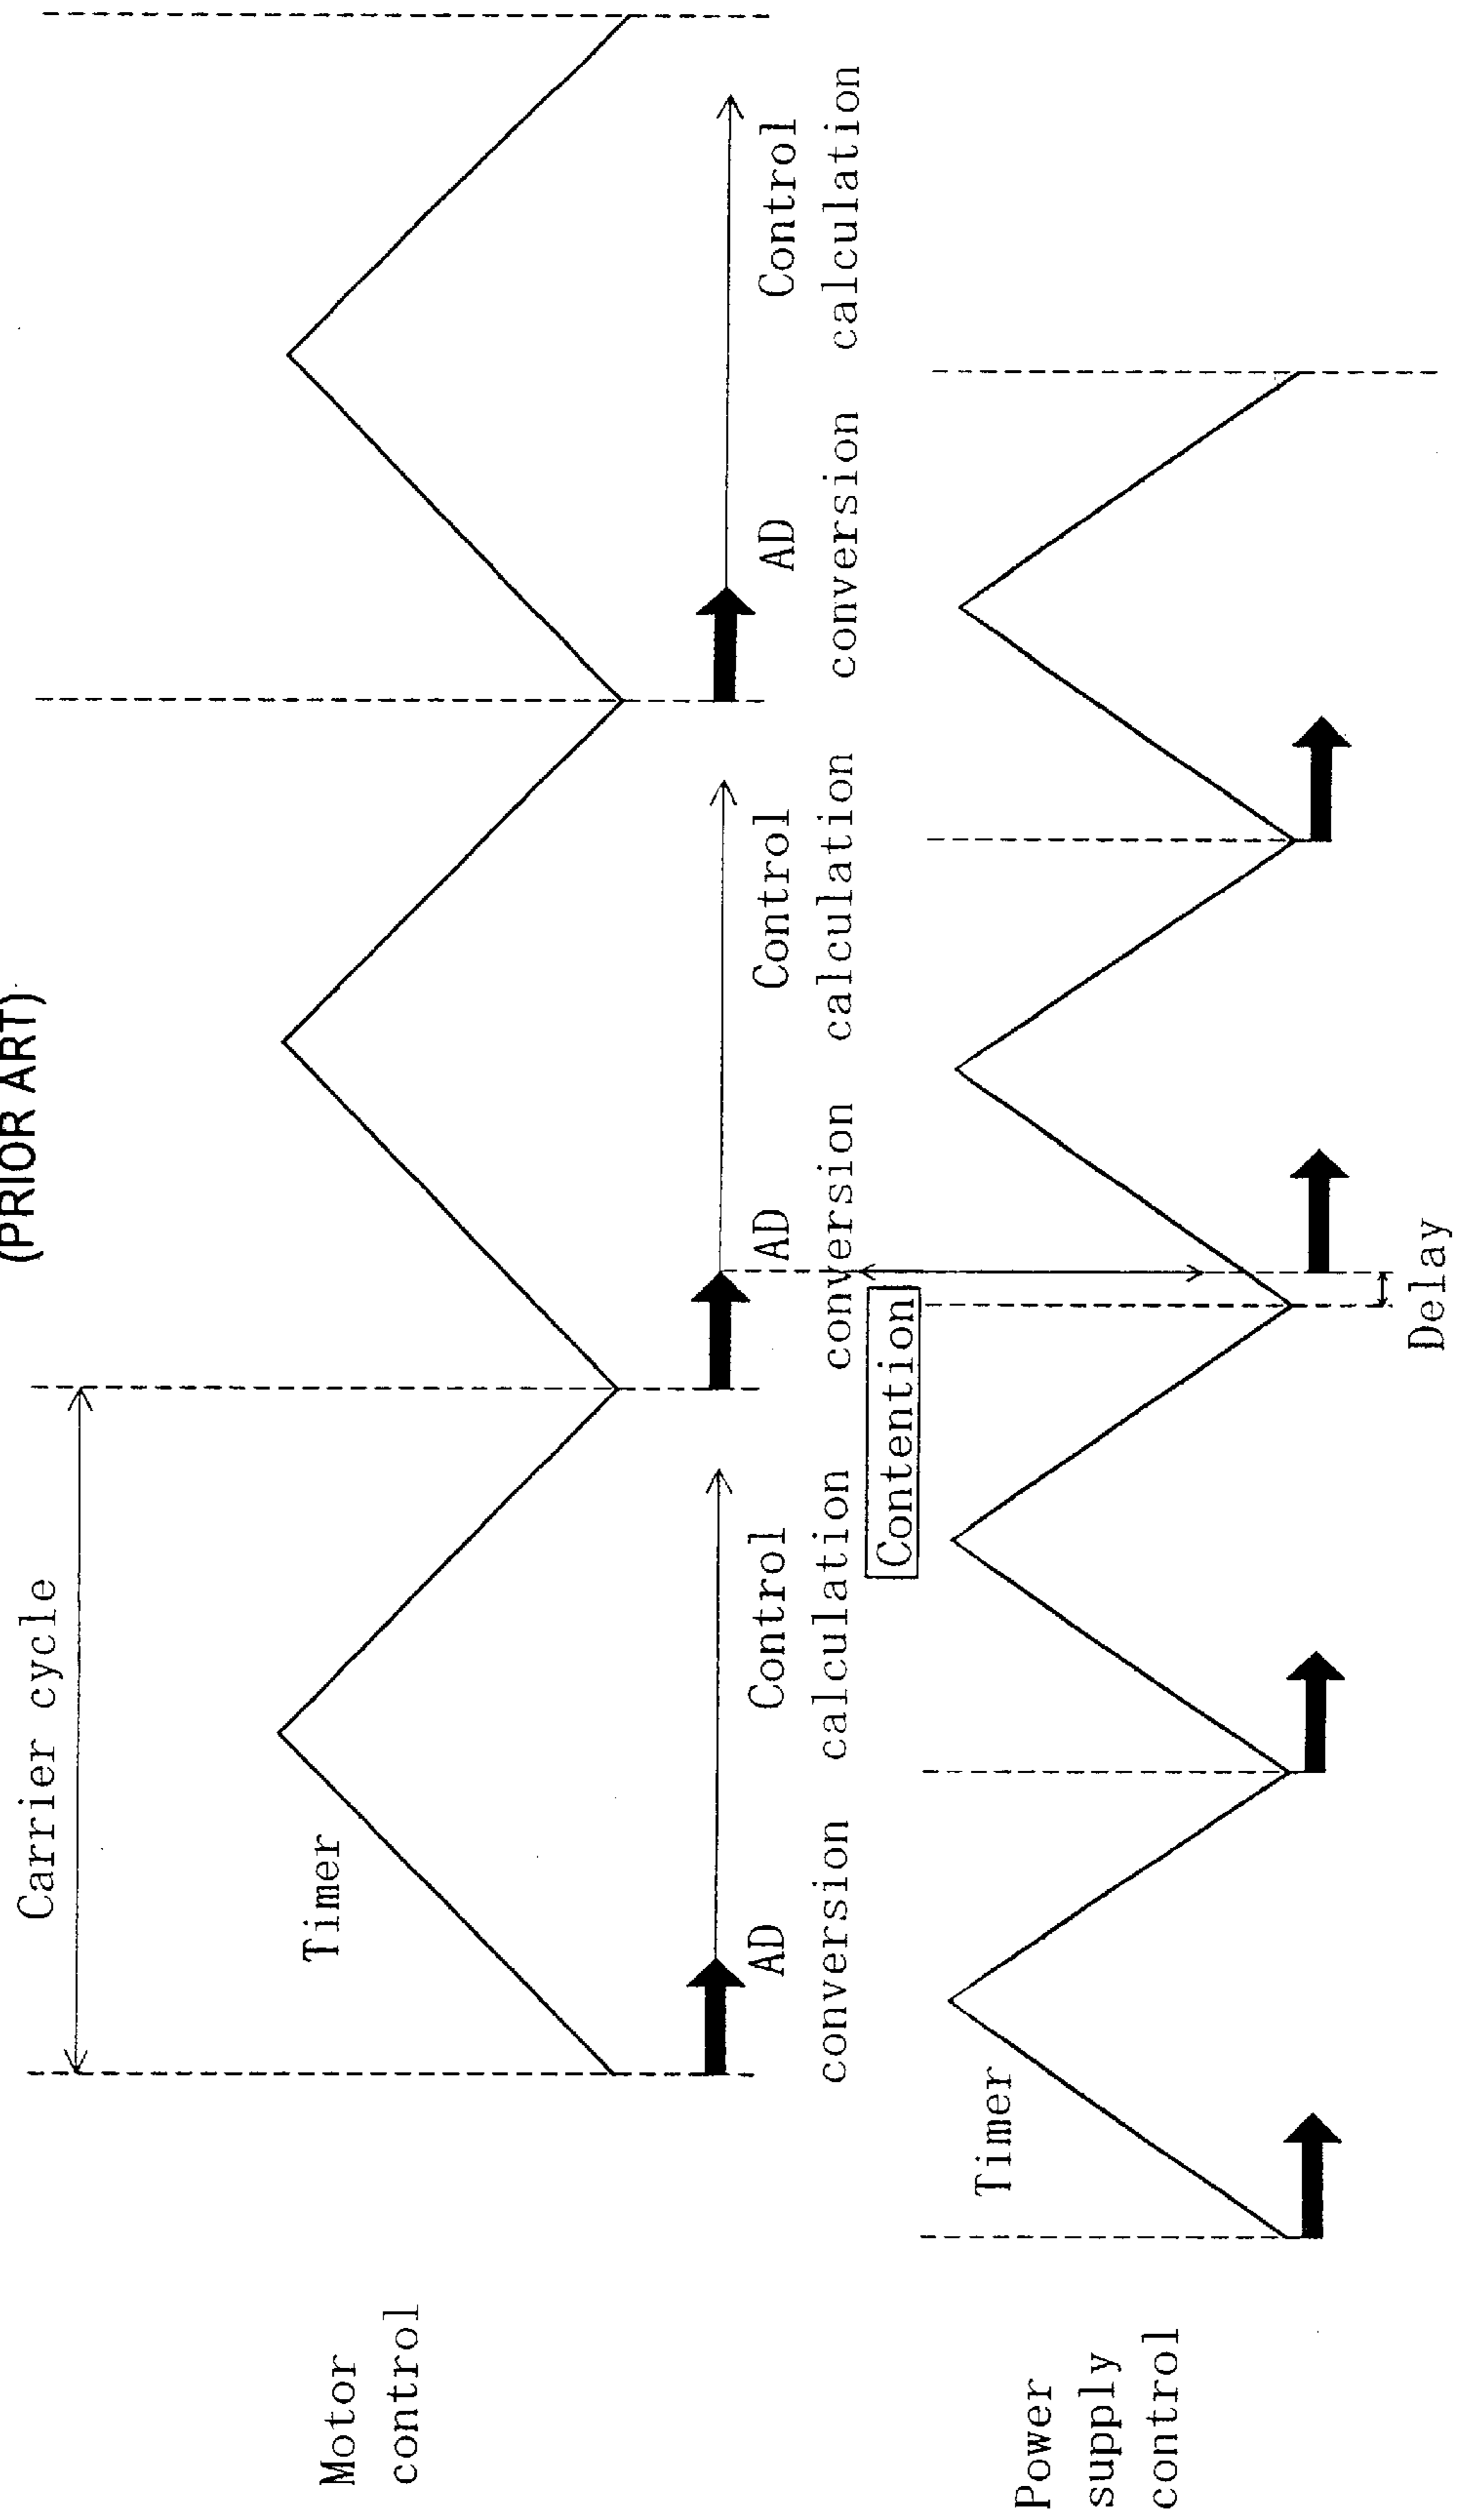 (PRIOR ART)
Carrier cycle
Motor
control
Timer
AD Control
conversion calculation
AD Control
conversion calculation
AD Control
conversion calculation
Contention
Power
supply
control
Timer
Delay